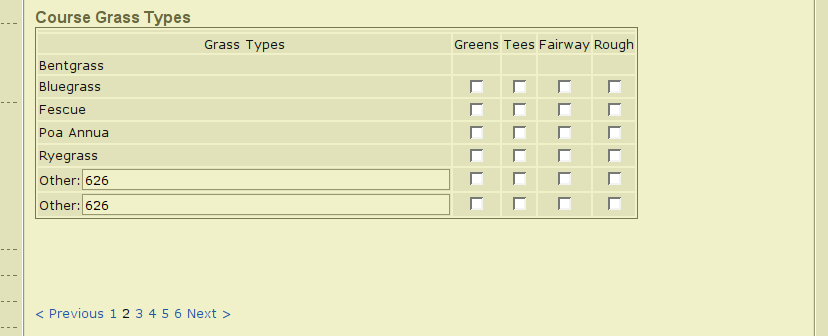 Course Grass Types
Grass Types Greens Tees Fairway Rough
Bentgrass
Bluegrass
Fescue
Poa Annua
Ryegrass
Other: 626
Other: 626
< Previous 1 2 3 4 5 6 Next >